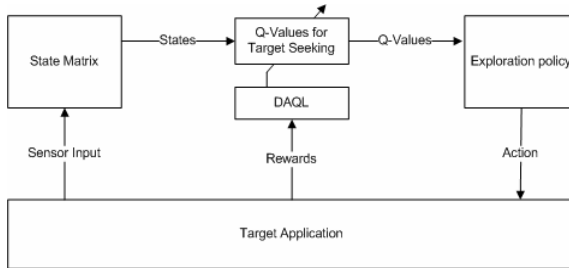 State Matrix
States
Q-Values for
Target Seeking
Q-Values
Exploration policy
DAQL
Sensor Input
Rewards
Action
Target Application